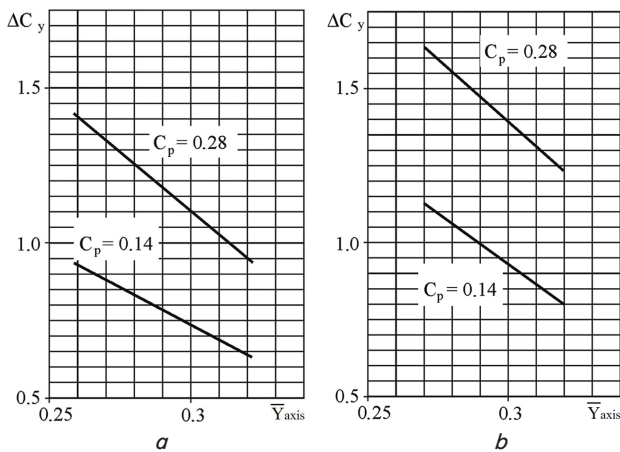 ΔC y
1.5
C p = 0.28
1.0
C p = 0.14
0.5
0.25
0.3
Y̅ axis
a
ΔC y
1.5
C p = 0.28
1.0
C p = 0.14
0.5
0.25
0.3
Y̅ axis
b